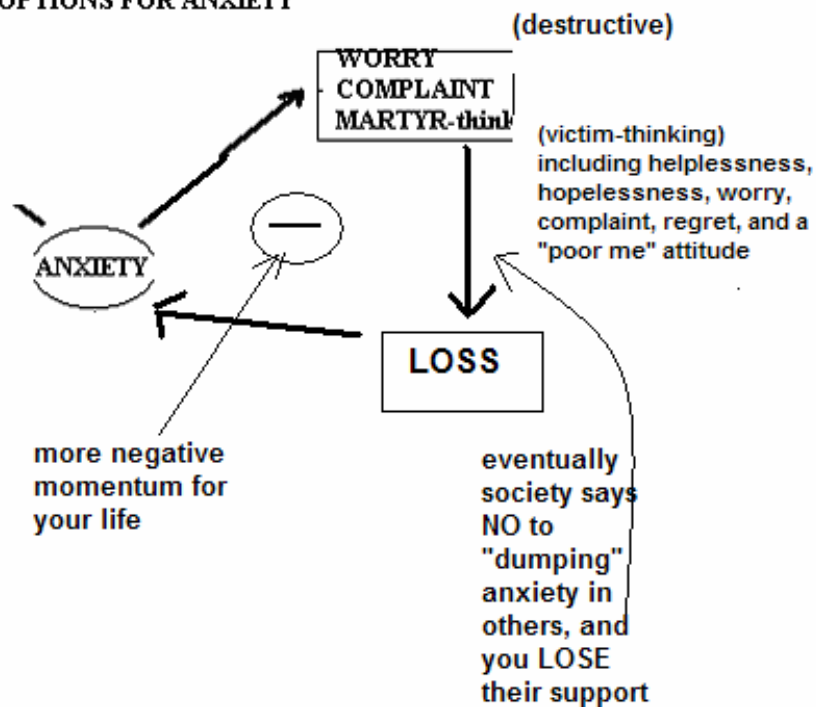 OPTIONS FOR ANXIETY
(destructive)
WORRY
COMPLAINT
MARTYR-think
(victim-thinking)
including helplessness,
hopelessness, worry,
complaint, regret, and a
"poor me" attitude
ANXIETY
LOSS
more negative
momentum for
your life
eventually
society says
NO to
"dumping"
anxiety in
others, and
you LOSE
their support